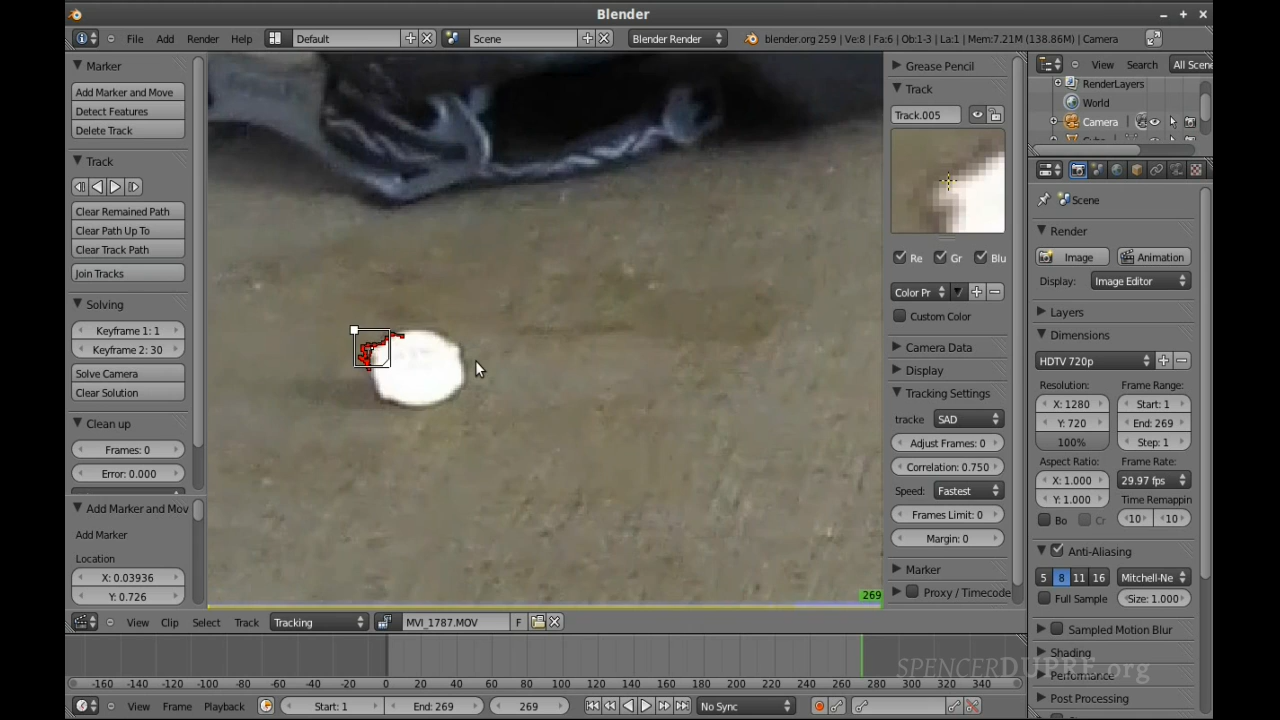 Blender
File Add Render Help Default Scene Blender Render blender.org 259 | Ve:8 | Fa:6 | Ob:1-3 | La:1 | Mem:7.21M (138.86M) | Camera
Marker
Add Marker and Move
Detect Features
Delete Track
Track
Clear Remained Path
Clear Path Up To
Clear Track Path
Join Tracks
Solving
Keyframe 1: 1
Keyframe 2: 30
Solve Camera
Clear Solution
Clean up
Frames: 0
Error: 0.000
Add Marker and Mov
Add Marker
Location
X: 0.03936
Y: 0.726
269
Grease Pencil
Track
Track.005
Re Gr Blu
Color Pr
Custom Color
Camera Data
Display
Tracking Settings
tracke SAD
Adjust Frames: 0
Correlation: 0.750
Speed: Fastest
Frames Limit: 0
Margin: 0
Marker
Proxy / Timecode
View Search All Scene
RenderLayers
World
Camera
Scene
Render
Image Animation
Display: Image Editor
Layers
Dimensions
HDTV 720p
Resolution: Frame Range:
X: 1280 Start: 1
Y: 720 End: 269
100% Step: 1
Aspect Ratio: Frame Rate:
X: 1.000 29.97 fps
Y: 1.000 Time Remappin
Bo Cr 10 10
Anti-Aliasing
5 8 11 16 Mitchell-Ne
Full Sample Size: 1.000
Sampled Motion Blur
Shading
Performance
Post Processing
View Clip Select Track Tracking MVI_1787.MOV F
-160 -140 -120 -100 -80 -60 -40 -20 0 20 40 60 80 100 120 140 160 180 200 220 240 260 280 300 320 340
View Frame Playback Start: 1 End: 269 269 No Sync
SPENCERDUPRE.org